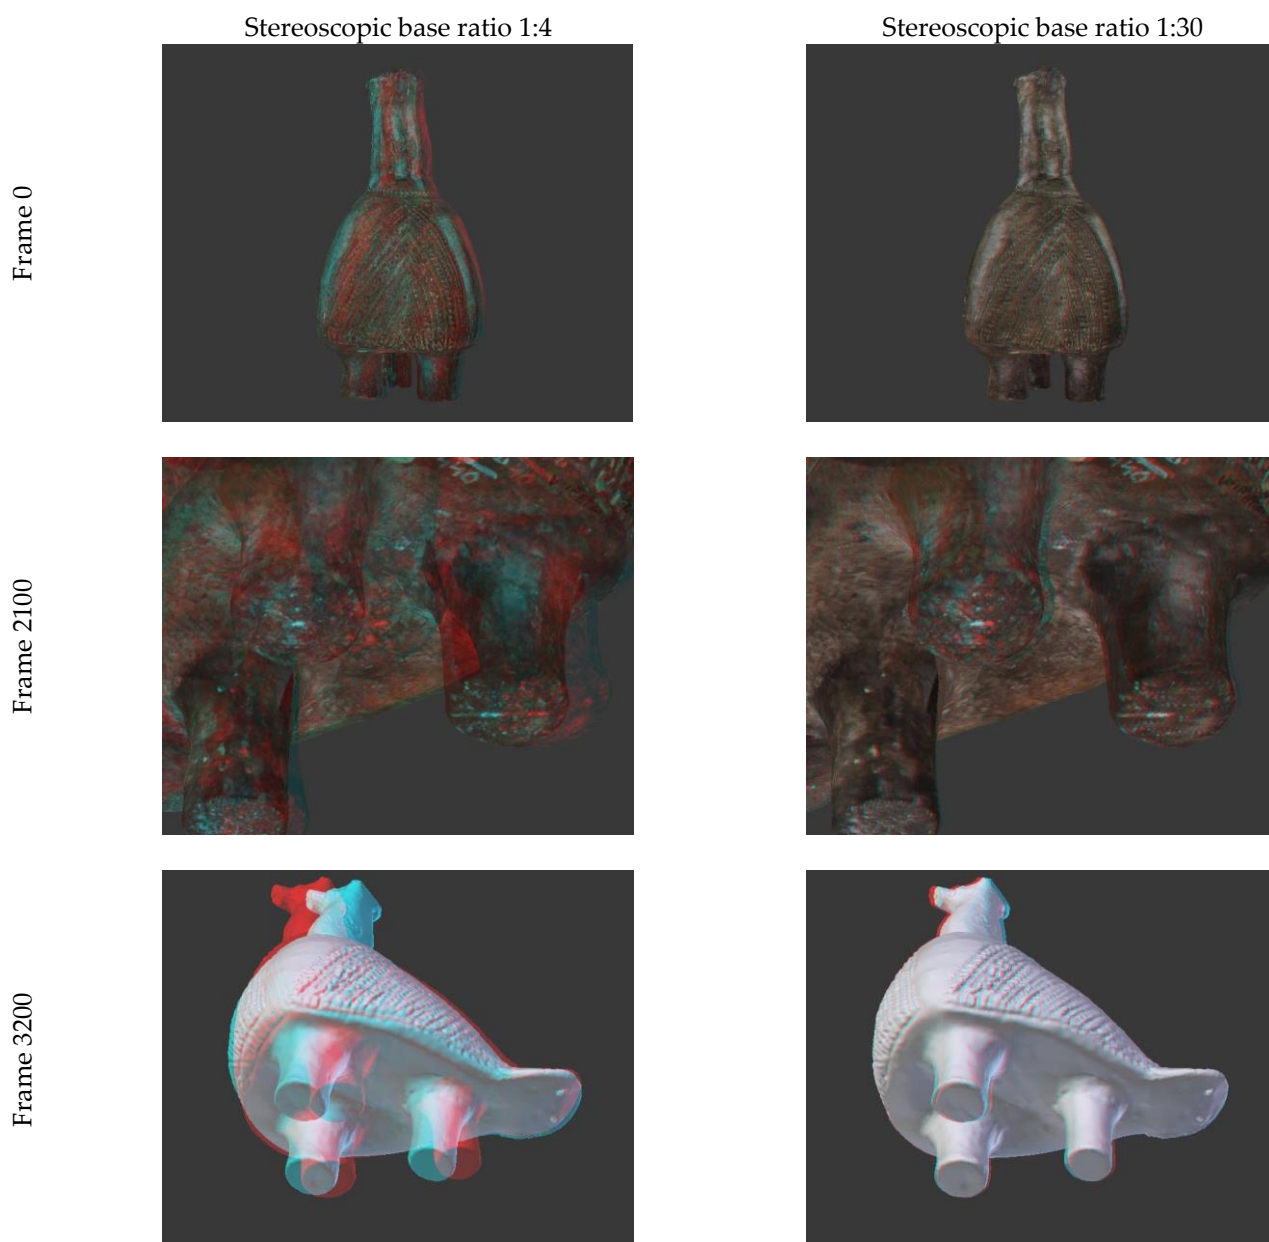 Stereoscopic base ratio 1:4
Stereoscopic base ratio 1:30
Frame 0
Frame 2100
Frame 3200